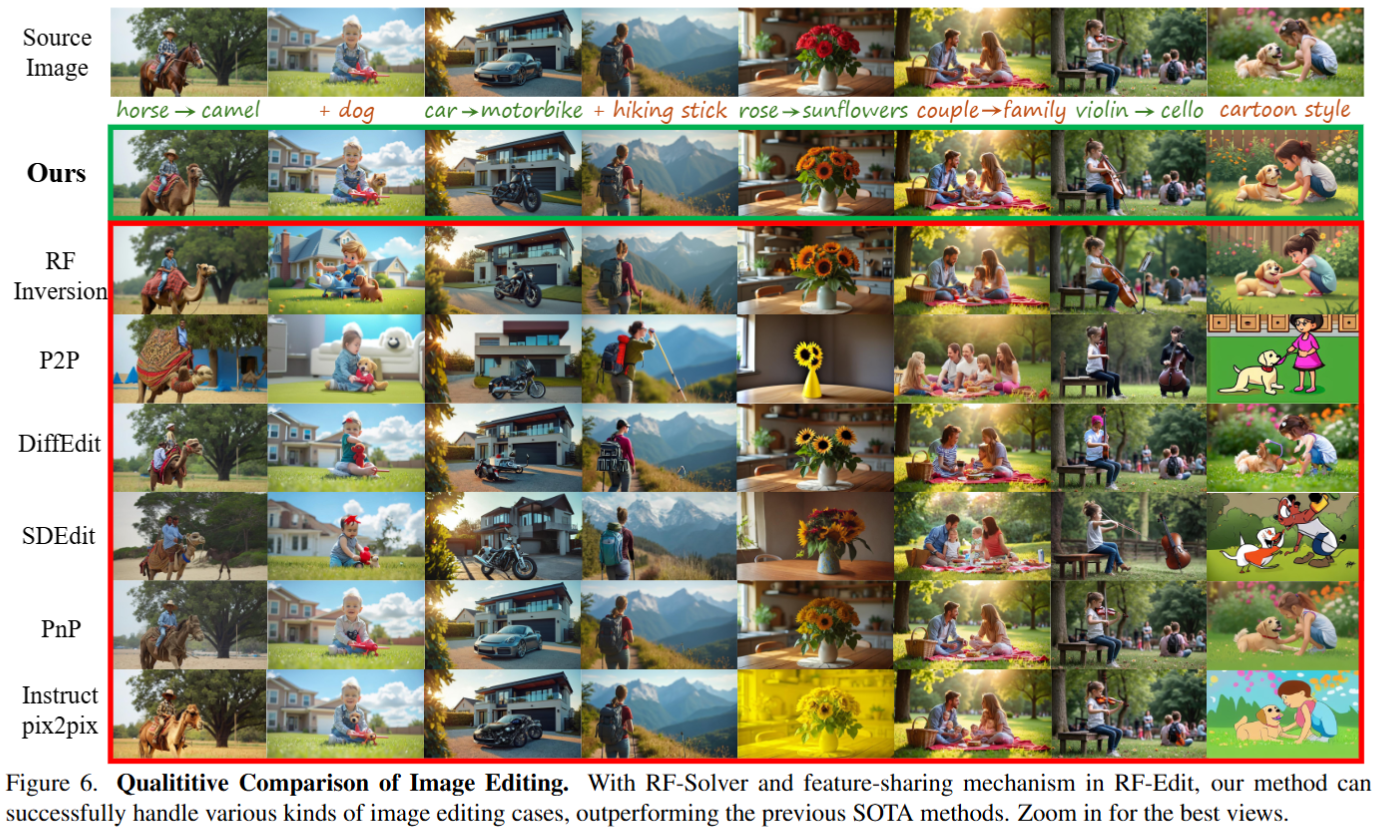 Source
Image
horse → camel
+ dog
car → motorbike
+ hiking stick
rose → sunflowers
couple → family
violin → cello
cartoon style
Ours
RF
Inversion
P2P
DiffEdit
SDEdit
PnP
Instruct
pix2pix
Figure 6. Qualititive Comparison of Image Editing. With RF-Solver and feature-sharing mechanism in RF-Edit, our method can
successfully handle various kinds of image editing cases, outperforming the previous SOTA methods. Zoom in for the best views.